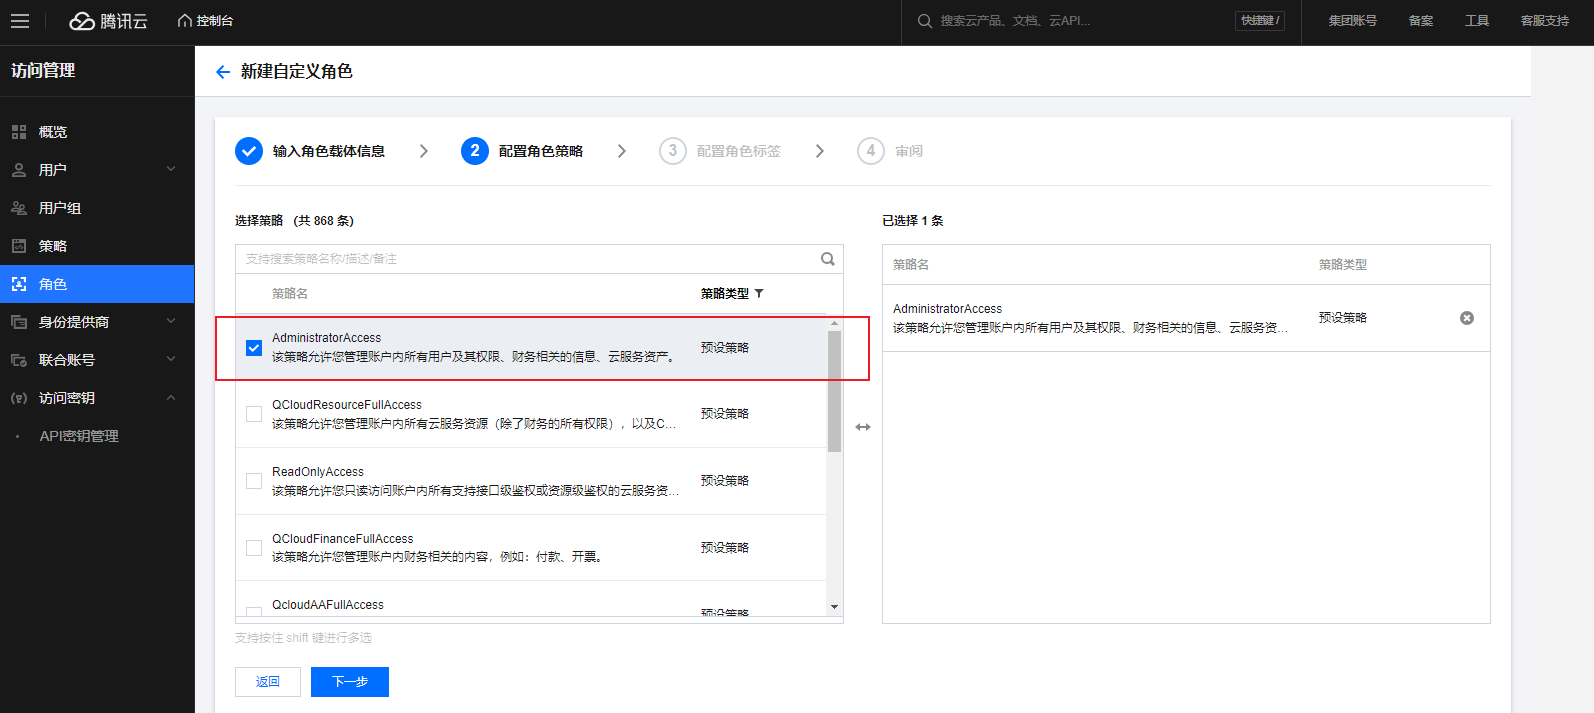 腾讯云
控制台
搜索云产品、文档、云API...
快捷键 /
集团账号
备案
工具
客服支持
访问管理
新建自定义角色
概览
用户
用户组
策略
角色
身份提供商
联合账号
访问密钥
API密钥管理
输入角色载体信息
2 配置角色策略
3 配置角色标签
4 审阅
选择策略 (共 868 条)
支持搜索策略名称/描述/备注
策略名
策略类型
AdministratorAccess
该策略允许您管理账户内所有用户及其权限、财务相关的信息、云服务资产。
预设策略
QCloudResourceFullAccess
该策略允许您管理账户内所有云服务资源（除了财务的所有权限），以及C...
预设策略
ReadOnlyAccess
该策略允许您只读访问账户内所有支持接口级鉴权或资源级鉴权的云服务资...
预设策略
QCloudFinanceFullAccess
该策略允许您管理账户内财务相关的内容，例如：付款、开票。
预设策略
QcloudAAFullAccess
预设策略
支持按住 shift 键进行多选
返回
下一步
已选择 1 条
策略名
策略类型
AdministratorAccess
该策略允许您管理账户内所有用户及其权限、财务相关的信息、云服务资...
预设策略